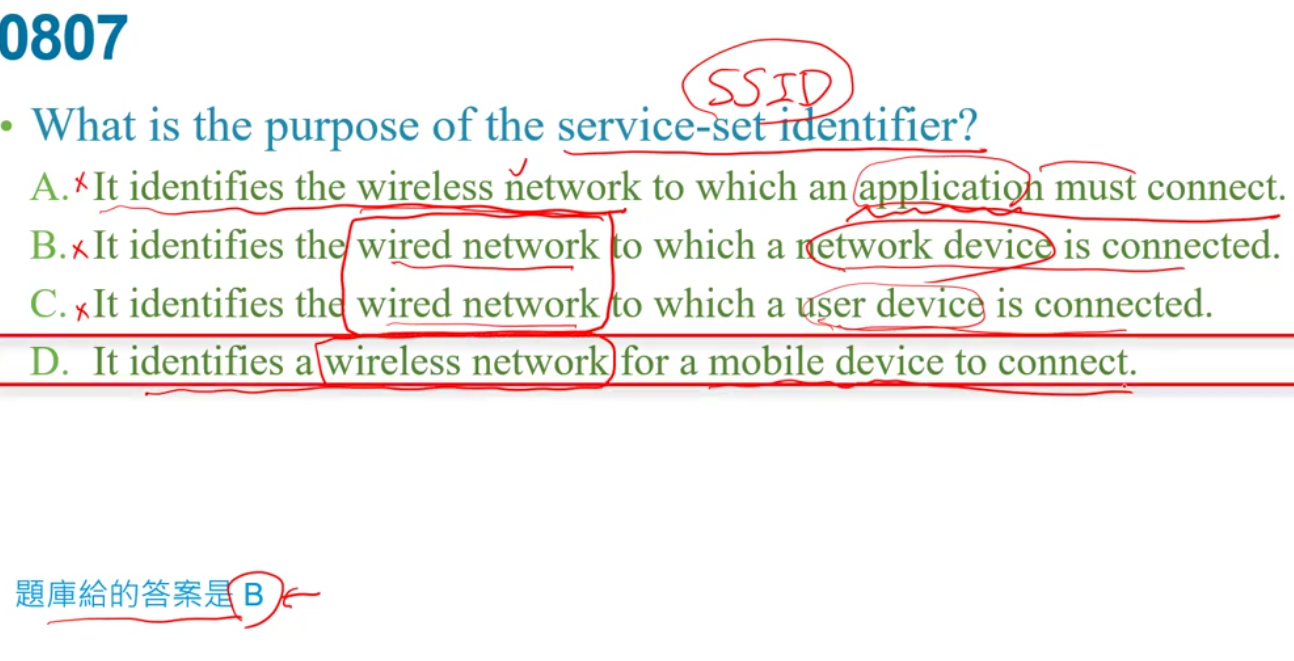 0807
SSID
• What is the purpose of the service-set identifier?
A. It identifies the wireless network to which an application must connect.
B. It identifies the wired network to which a network device is connected.
C. It identifies the wired network to which a user device is connected.
D. It identifies a wireless network for a mobile device to connect.
題庫給的答案是 B